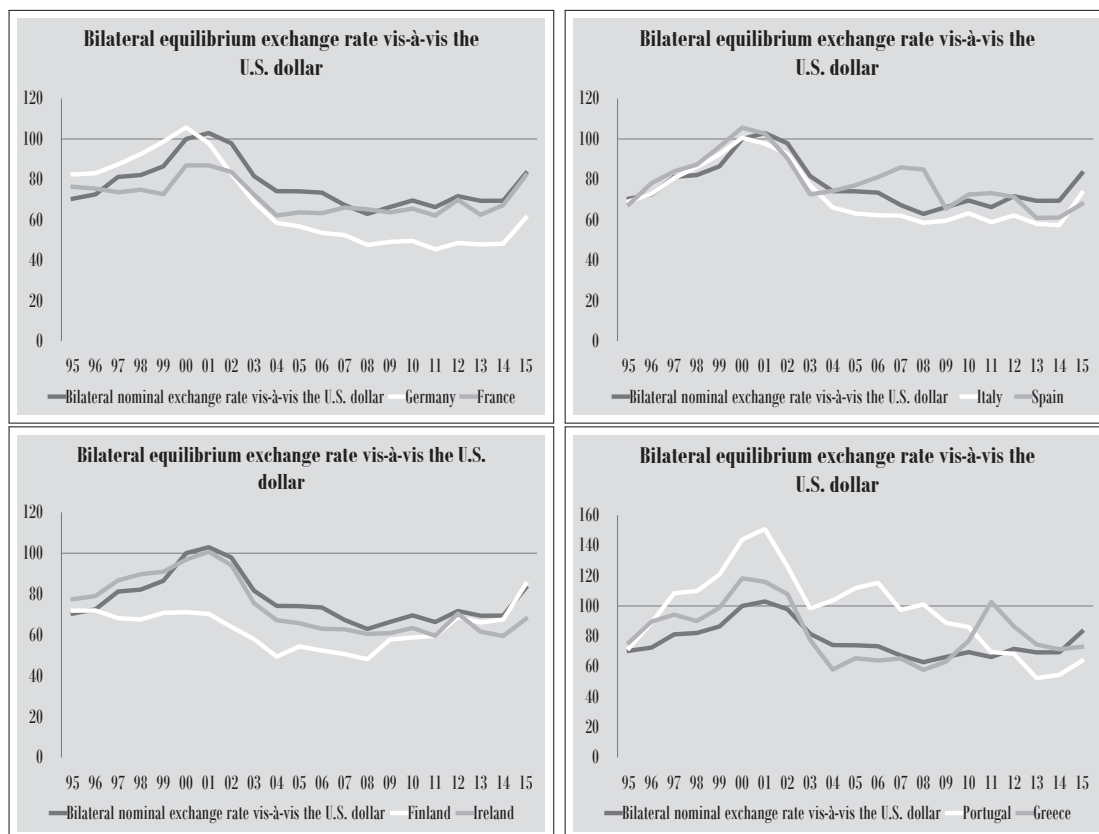 Bilateral equilibrium exchange rate vis-à-vis the
U.S. dollar
120
100
80
60
40
20
0
95 96 97 98 99 00 01 02 03 04 05 06 07 08 09 10 11 12 13 14 15
Bilateral nominal exchange rate vis-à-vis the U.S. dollar Germany France
Bilateral equilibrium exchange rate vis-à-vis the
U.S. dollar
120
100
80
60
40
20
0
95 96 97 98 99 00 01 02 03 04 05 06 07 08 09 10 11 12 13 14 15
Bilateral nominal exchange rate vis-à-vis the U.S. dollar Italy Spain
Bilateral equilibrium exchange rate vis-à-vis the U.S.
dollar
120
100
80
60
40
20
0
95 96 97 98 99 00 01 02 03 04 05 06 07 08 09 10 11 12 13 14 15
Bilateral nominal exchange rate vis-à-vis the U.S. dollar Finland Ireland
Bilateral equilibrium exchange rate vis-à-vis the
U.S. dollar
160
140
120
100
80
60
40
20
0
95 96 97 98 99 00 01 02 03 04 05 06 07 08 09 10 11 12 13 14 15
Bilateral nominal exchange rate vis-à-vis the U.S. dollar Portugal Greece